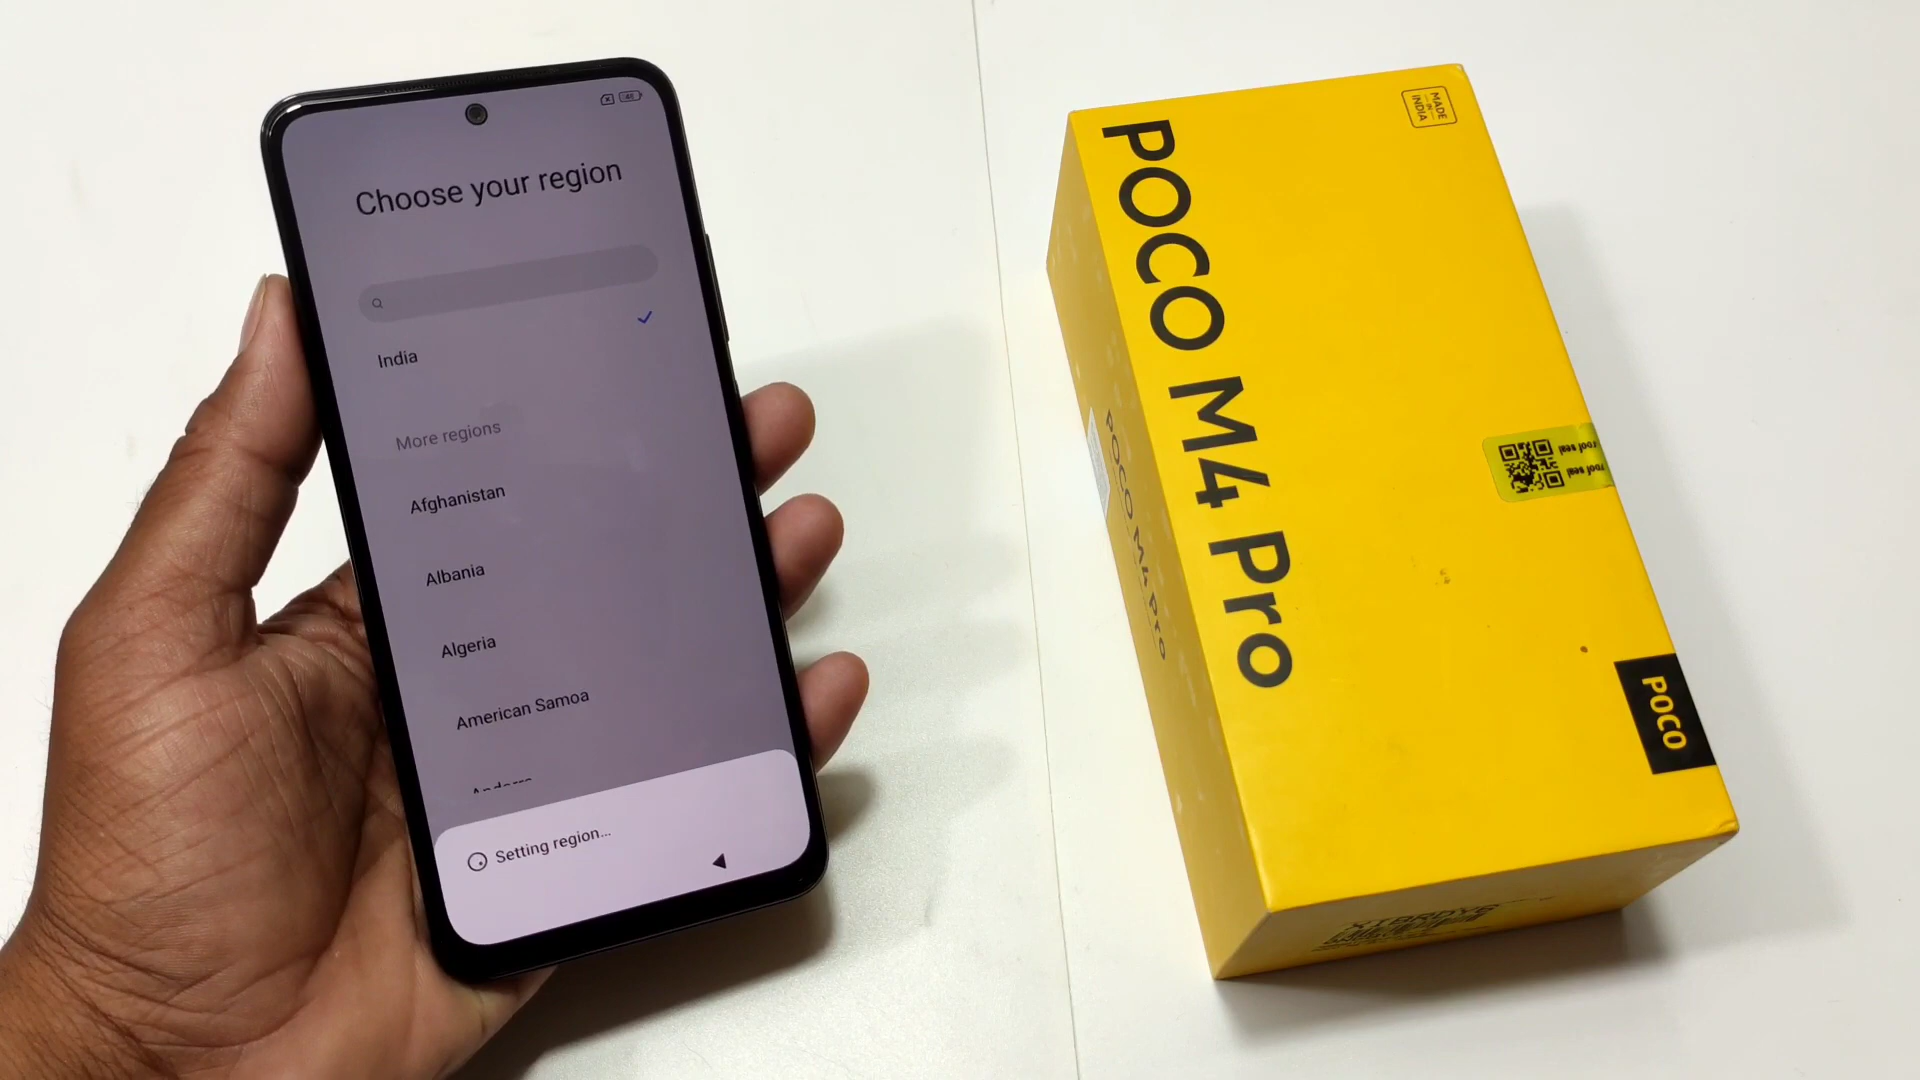 Choose your region
India
More regions
Afghanistan
Albania
Algeria
American Samoa
Setting region...
MADE
IN
INDIA
POCO M4 Pro
POCO M4 Pro
POCO